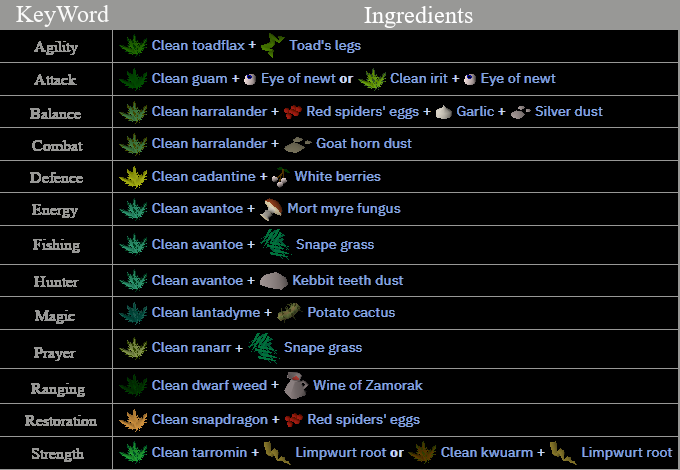 KeyWord Ingredients
Agility Clean toadflax + Toad's legs
Attack Clean guam + Eye of newt or Clean irit + Eye of newt
Balance Clean harralander + Red spiders' eggs + Garlic + Silver dust
Combat Clean harralander + Goat horn dust
Defence Clean cadantine + White berries
Energy Clean avantoe + Mort myre fungus
Fishing Clean avantoe + Snape grass
Hunter Clean avantoe + Kebbit teeth dust
Magic Clean lantadyme + Potato cactus
Prayer Clean ranarr + Snape grass
Ranging Clean dwarf weed + Wine of Zamorak
Restoration Clean snapdragon + Red spiders' eggs
Strength Clean tarromin + Limpwurt root or Clean kwuarm + Limpwurt root